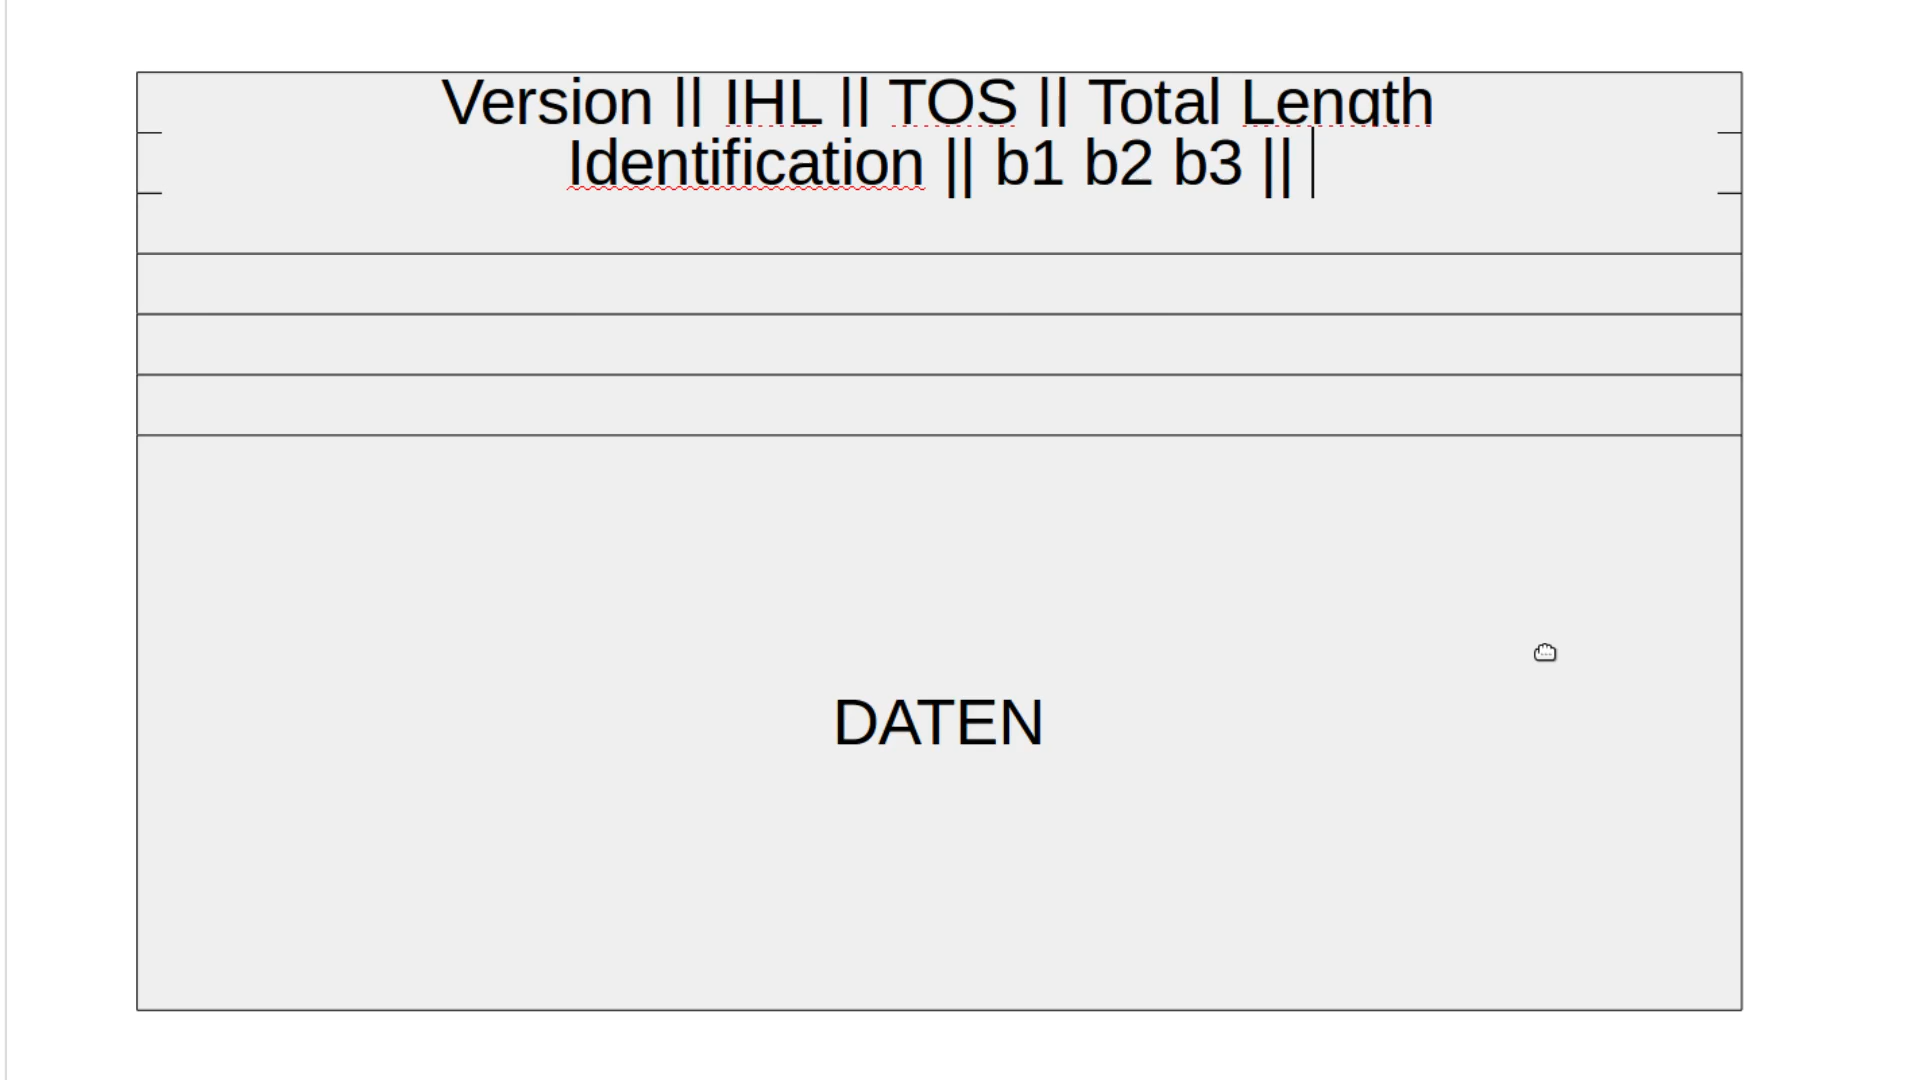 Version || IHL || TOS || Total Length
Identification || b1 b2 b3 ||
DATEN